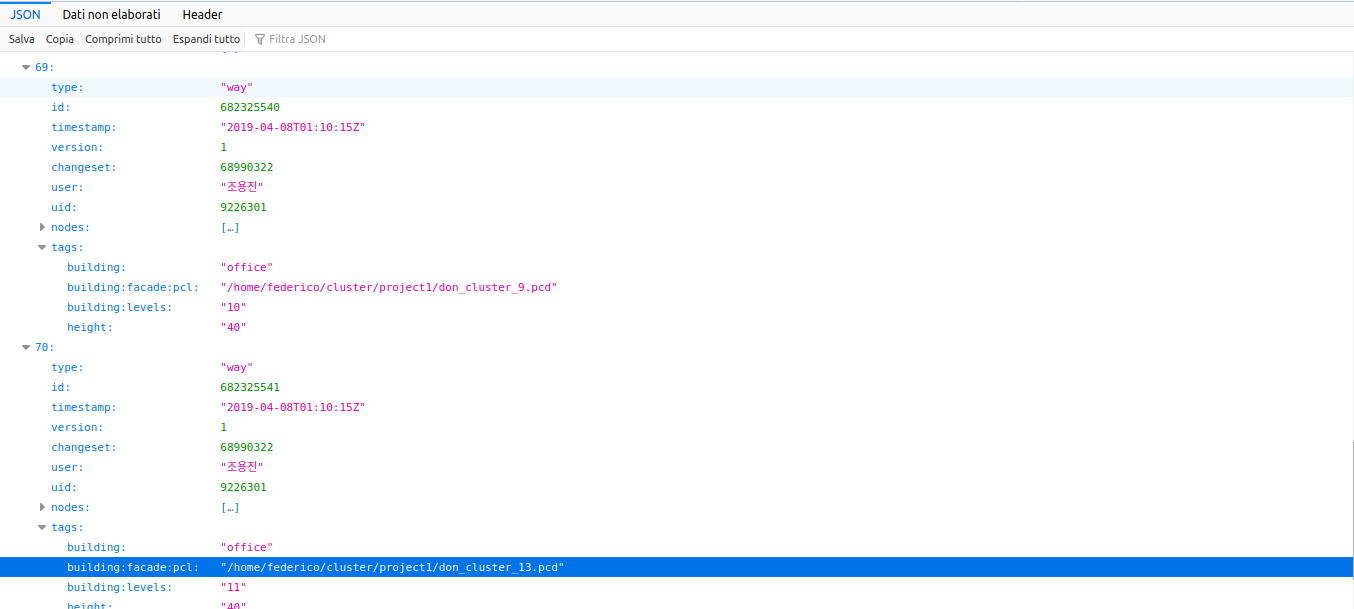 JSON Dati non elaborati Header
Salva Copia Comprimi tutto Espandi tutto Filtra JSON
69:
type: "way"
id: 682325540
timestamp: "2019-04-08T01:10:15Z"
version: 1
changeset: 68990322
user: "조용진"
uid: 9226301
nodes: […]
tags:
building: "office"
building:facade:pcl: "/home/federico/cluster/project1/don_cluster_9.pcd"
building:levels: "10"
height: "40"
70:
type: "way"
id: 682325541
timestamp: "2019-04-08T01:10:15Z"
version: 1
changeset: 68990322
user: "조용진"
uid: 9226301
nodes: […]
tags:
building: "office"
building:facade:pcl: "/home/federico/cluster/project1/don_cluster_13.pcd"
building:levels: "11"
height: "40"